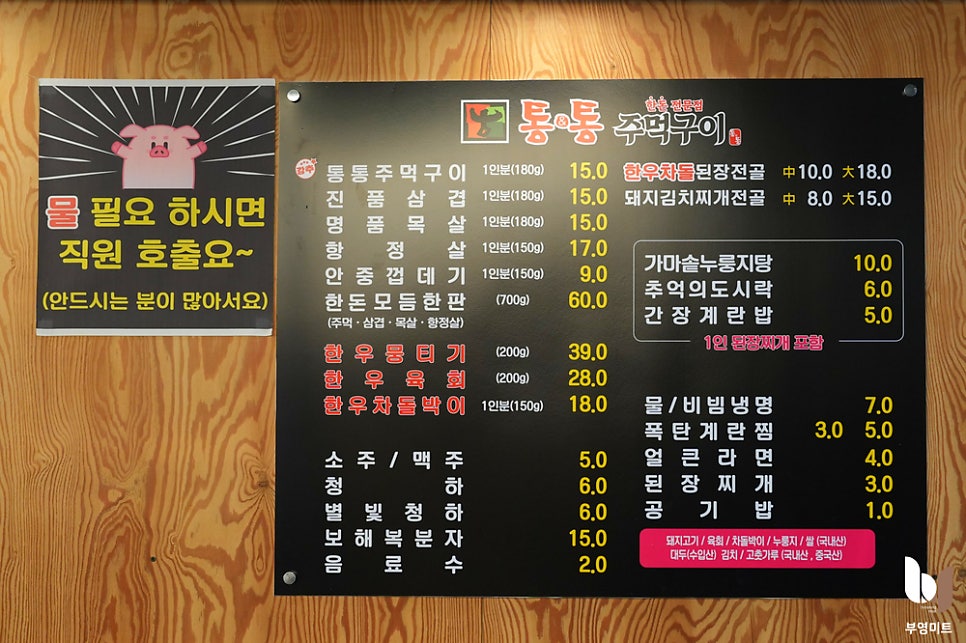 물 필요 하시면
직원 호출요~
(안드시는 분이 많아서요)
통&통 한돈 전문점 주먹구이
강추 통통주먹구이 1인분(180g) 15.0
진품삼겹 1인분(180g) 15.0
명품목살 1인분(180g) 15.0
항정살 1인분(150g) 17.0
안중껍데기 1인분(150g) 9.0
한돈모듬한판 (700g) 60.0
(주먹·삼겹·목살·항정살)
한우뭉티기 (200g) 39.0
한우육회 (200g) 28.0
한우차돌박이 1인분(150g) 18.0
소주/맥주 5.0
청하 6.0
별빛청하 6.0
보해복분자 15.0
음료수 2.0
한우차돌된장전골 中10.0 大18.0
돼지김치찌개전골 中 8.0 大15.0
가마솥누룽지탕 10.0
추억의도시락 6.0
간장계란밥 5.0
1인 된장찌개 포함
물/비빔냉명 7.0
폭탄계란찜 3.0 5.0
얼큰라면 4.0
된장찌개 3.0
공기밥 1.0
돼지고기 / 육회 / 차돌박이 / 누룽지 / 쌀 (국내산)
대두(수입산) 김치 / 고춧가루 (국내산 , 중국산)
부영미트